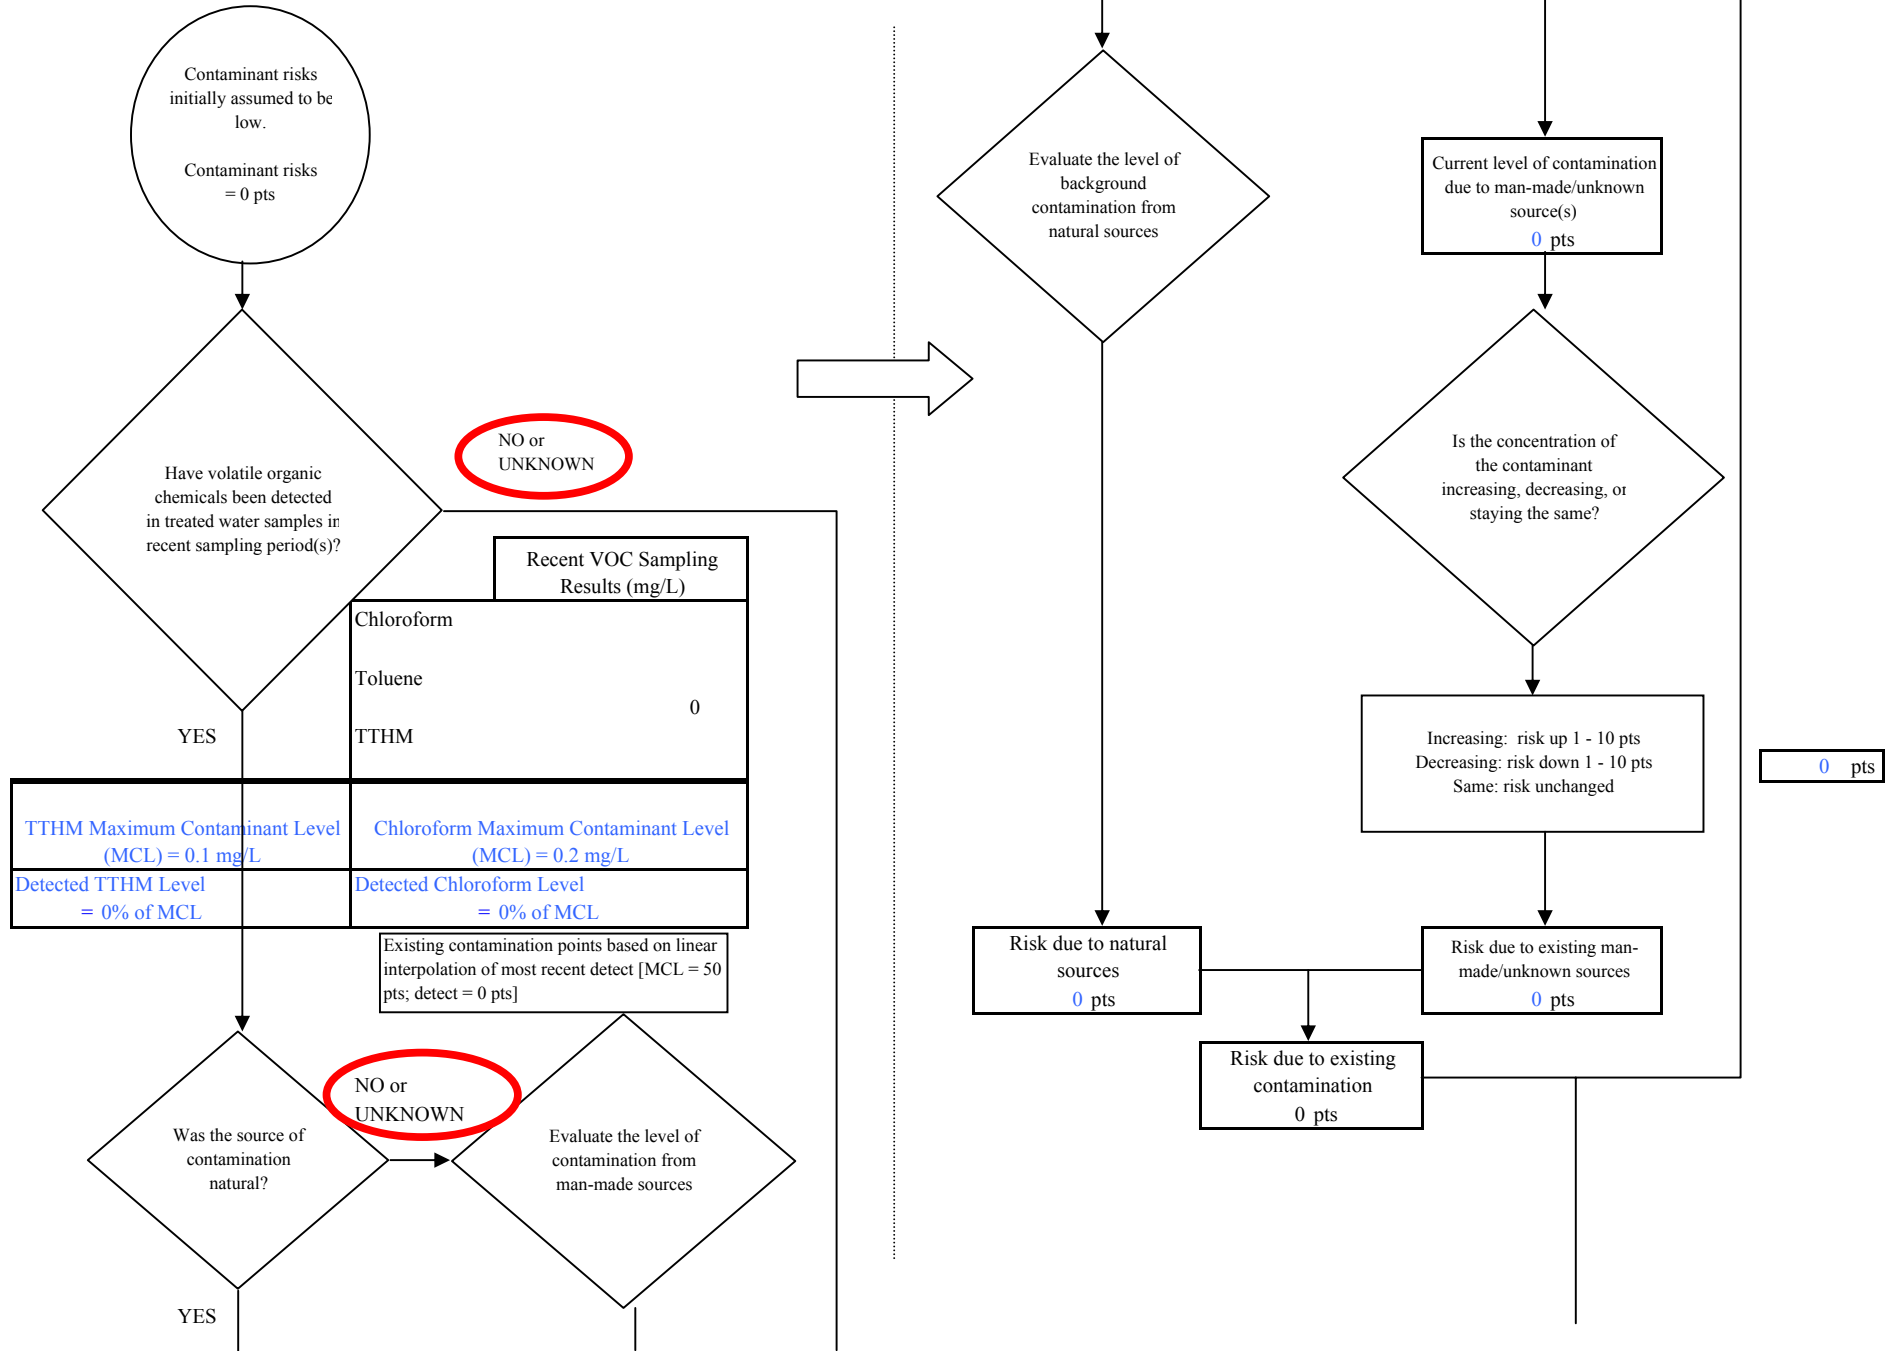 Contaminant risks
initially assumed to be
low.
Contaminant risks
= 0 pts
NO or
UNKNOWN
Have volatile organic
chemicals been detected
in treated water samples in
recent sampling period(s)?
Recent VOC Sampling
Results (mg/L)
Chloroform
Toluene
0
TTHM
YES
TTHM Maximum Contaminant Level
(MCL) = 0.1 mg/L
Chloroform Maximum Contaminant Level
(MCL) = 0.2 mg/L
Detected TTHM Level
= 0% of MCL
Detected Chloroform Level
= 0% of MCL
Existing contamination points based on linear
interpolation of most recent detect [MCL = 50
pts; detect = 0 pts]
NO or
UNKNOWN
Was the source of
contamination
natural?
Evaluate the level of
contamination from
man-made sources
YES
Evaluate the level of
background
contamination from
natural sources
Current level of contamination
due to man-made/unknown
source(s)
0 pts
Is the concentration of
the contaminant
increasing, decreasing, or
staying the same?
Increasing: risk up 1 - 10 pts
Decreasing: risk down 1 - 10 pts
Same: risk unchanged
0 pts
Risk due to natural
sources
0 pts
Risk due to existing man-
made/unknown sources
0 pts
Risk due to existing
contamination
0 pts